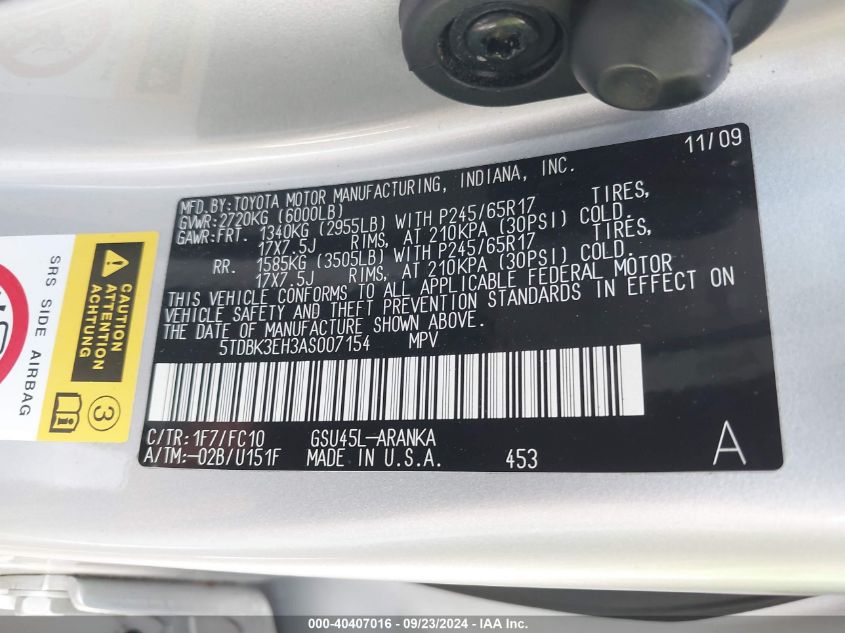 11/09
MFD.BY:TOYOTA MOTOR MANUFACTURING, INDIANA, INC.
GVWR:2720KG (6000LB)
GAWR:FRT. 1340KG (2955LB) WITH P245/65R17 TIRES,
17X7.5J RIMS, AT 210KPA (30PSI) COLD.
RR. 1585KG (3505LB) WITH P245/65R17 TIRES,
17X7.5J RIMS, AT 210KPA (30PSI) COLD.
THIS VEHICLE CONFORMS TO ALL APPLICABLE FEDERAL MOTOR
VEHICLE SAFETY AND THEFT PREVENTION STANDARDS IN EFFECT ON
THE DATE OF MANUFACTURE SHOWN ABOVE.
5TDBK3EH3AS007154 MPV
C/TR: 1F7/FC10 GSU45L-ARANKA
A/TM:-02B/U151F MADE IN U.S.A. 453 A
SRS SIDE AIRBAG
CAUTION
ATTENTION
ACHTUNG
3
000-40407016 - 09/23/2024 - IAA Inc.